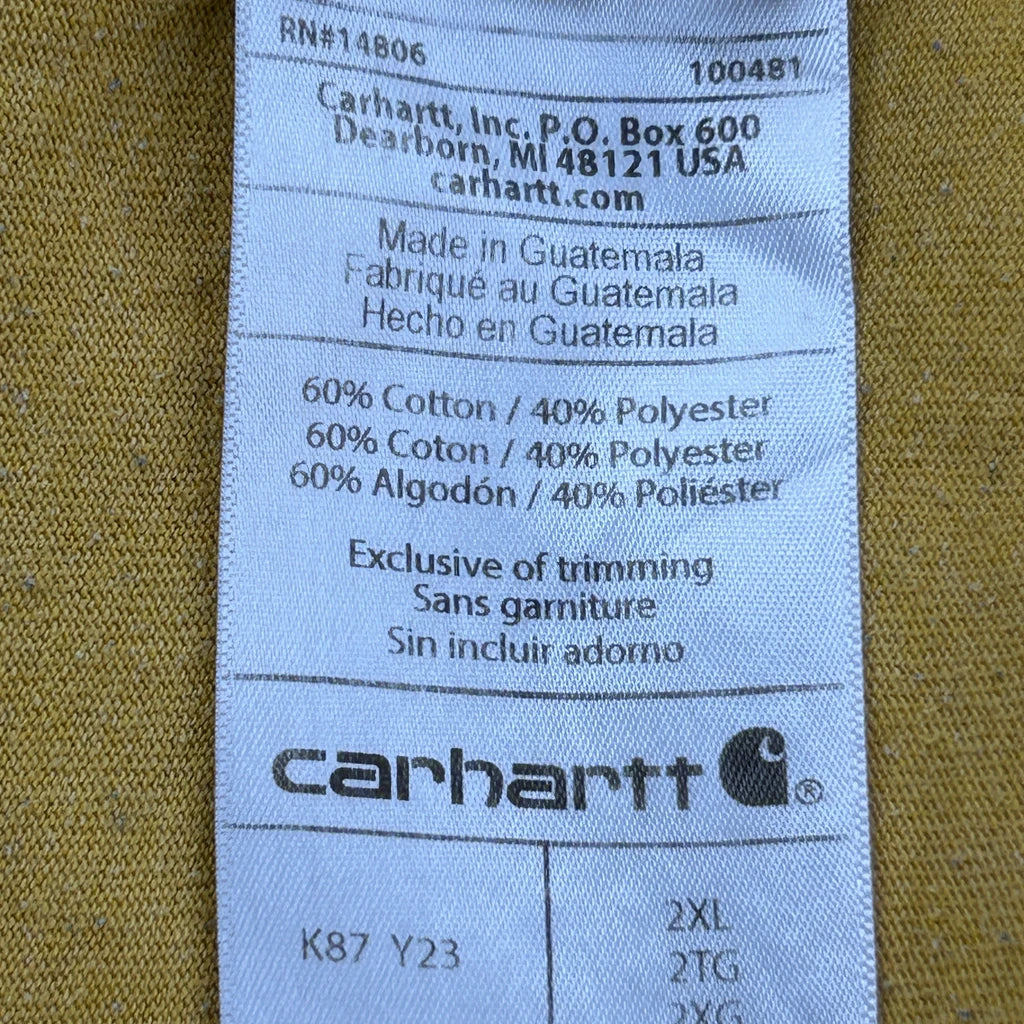 RN#14806
100481
Carhartt, Inc. P.O. Box 600
Dearborn, MI 48121 USA
carhartt.com
Made in Guatemala
Fabriqué au Guatemala
Hecho en Guatemala
60% Cotton / 40% Polyester
60% Coton / 40% Polyester
60% Algodón / 40% Poliéster
Exclusive of trimming
Sans garniture
Sin incluir adorno
carhartt ®
K87 Y23
2XL
2TG
2XG